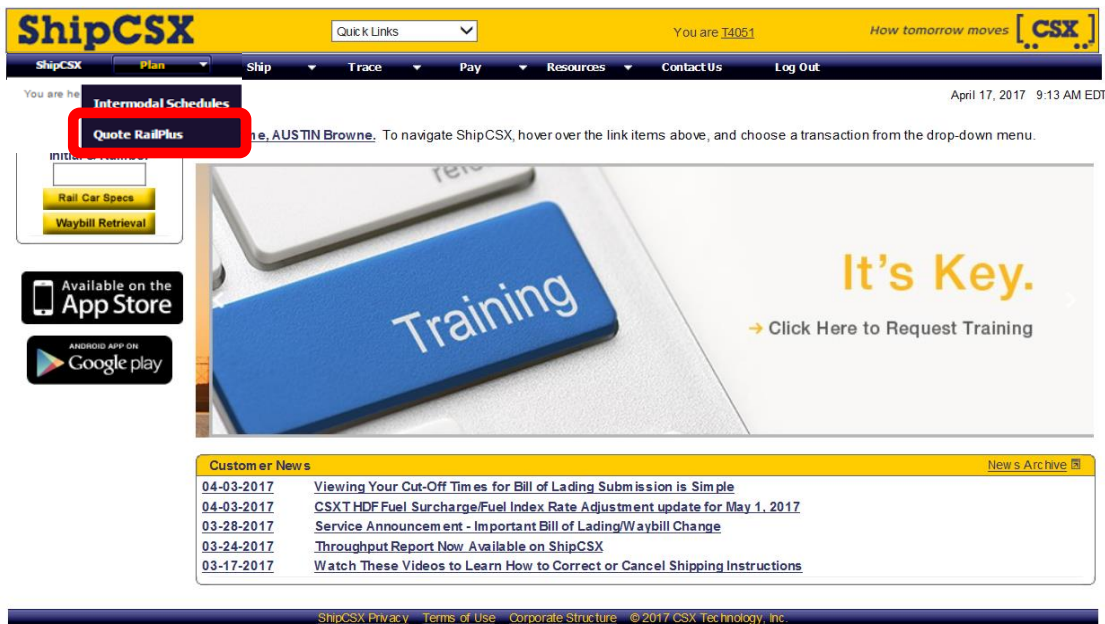 ShipCSX
Quick Links
You are T4051
How tomorrow moves [CSX]
ShipCSX Plan Ship Trace Pay Resources Contact Us Log Out
You are he
April 17, 2017 9:13 AM EDT
Intermodal Schedules
Quote RailPlus
e, AUSTIN Browne. To navigate ShipCSX, hover over the link items above, and choose a transaction from the drop-down menu.
Rail Car Specs
Waybill Retrieval
Training
It's Key.
→ Click Here to Request Training
Available on the
App Store
ANDROID APP ON
Google play
Customer News News Archive
04-03-2017 Viewing Your Cut-Off Times for Bill of Lading Submission is Simple
04-03-2017 CSXT HDF Fuel Surcharge/Fuel Index Rate Adjustment update for May 1, 2017
03-28-2017 Service Announcement - Important Bill of Lading/Waybill Change
03-24-2017 Throughput Report Now Available on ShipCSX
03-17-2017 Watch These Videos to Learn How to Correct or Cancel Shipping Instructions
ShipCSX Privacy Terms of Use Corporate Structure © 2017 CSX Technology, Inc.